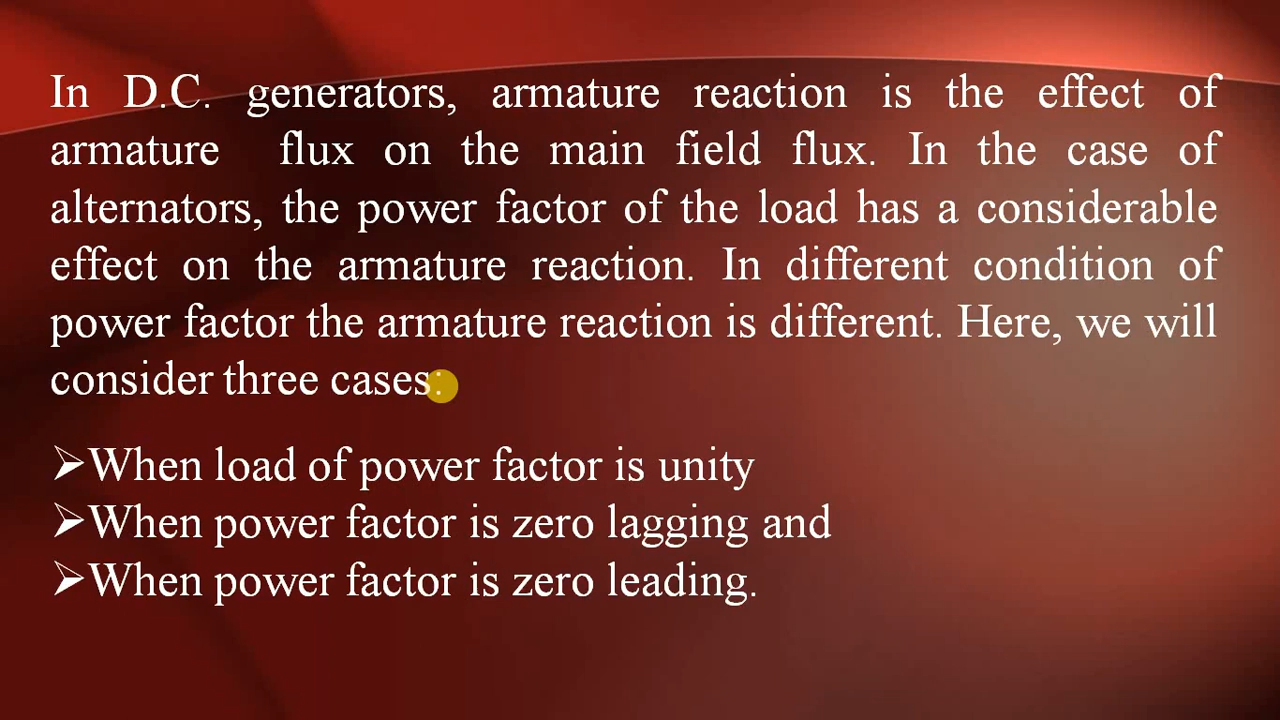 In D.C. generators, armature reaction is the effect of
armature flux on the main field flux. In the case of
alternators, the power factor of the load has a considerable
effect on the armature reaction. In different condition of
power factor the armature reaction is different. Here, we will
consider three cases:
➢When load of power factor is unity
➢When power factor is zero lagging and
➢When power factor is zero leading.